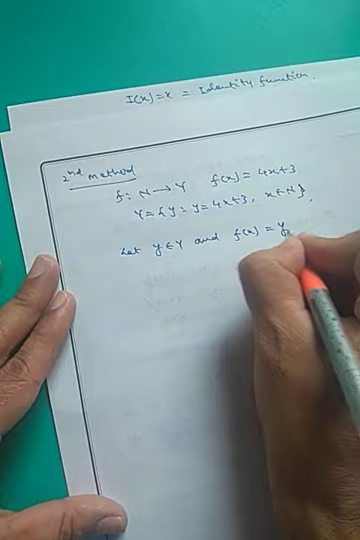 I(x)=x = Identity function.
2nd method
f: N→Y f(x) = 4x+3
Y={y: y=4x+3, x∈N},
Let y∈Y and f(x) = y